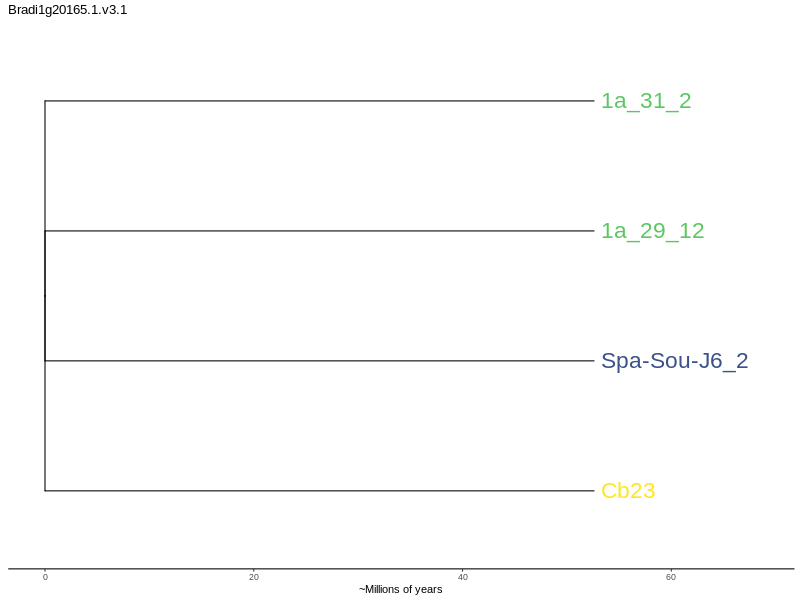 Bradi1g20165.1.v3.1
1a_31_2
1a_29_12
Spa-Sou-J6_2
Cb23
0 20 40 60
~Millions of years